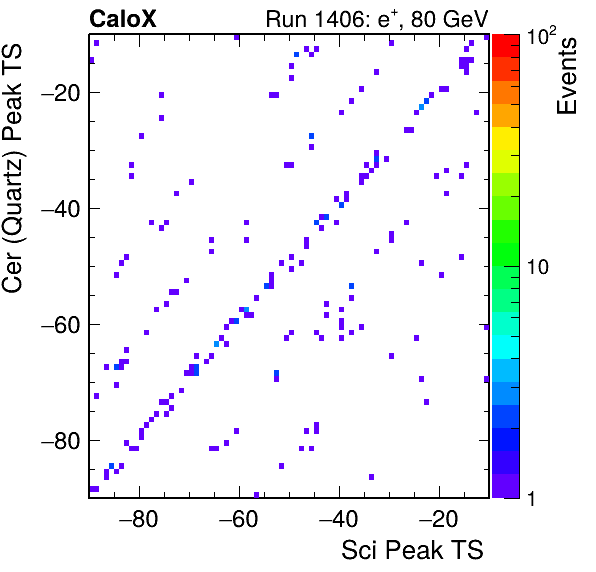 CaloX
Run 1406: e⁺, 80 GeV
Cer (Quartz) Peak TS
−20
−40
−60
−80
−80
−60
−40
−20
Sci Peak TS
10²
10
1
Events